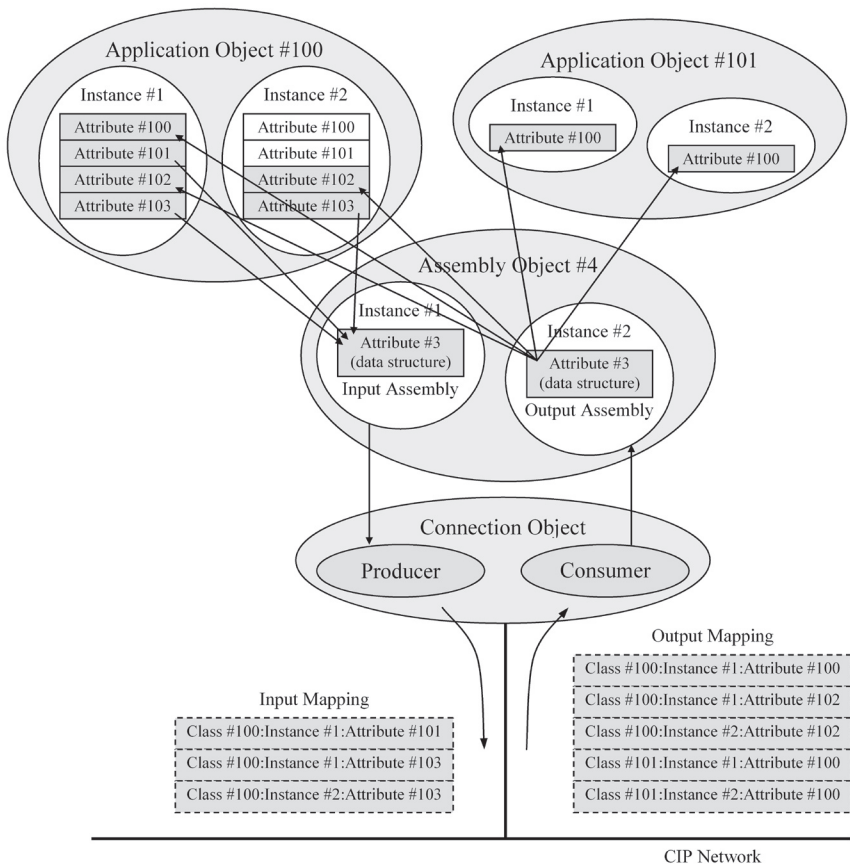 Application Object #100
Instance #1
Attribute #100
Attribute #101
Attribute #102
Attribute #103
Instance #2
Attribute #100
Attribute #101
Attribute #102
Attribute #103
Application Object #101
Instance #1
Attribute #100
Instance #2
Attribute #100
Assembly Object #4
Instance #1
Attribute #3
(data structure)
Input Assembly
Instance #2
Attribute #3
(data structure)
Output Assembly
Connection Object
Producer
Consumer
Input Mapping
Class #100:Instance #1:Attribute #101
Class #100:Instance #1:Attribute #103
Class #100:Instance #2:Attribute #103
Output Mapping
Class #100:Instance #1:Attribute #100
Class #100:Instance #1:Attribute #102
Class #100:Instance #2:Attribute #102
Class #101:Instance #1:Attribute #100
Class #101:Instance #2:Attribute #100
CIP Network